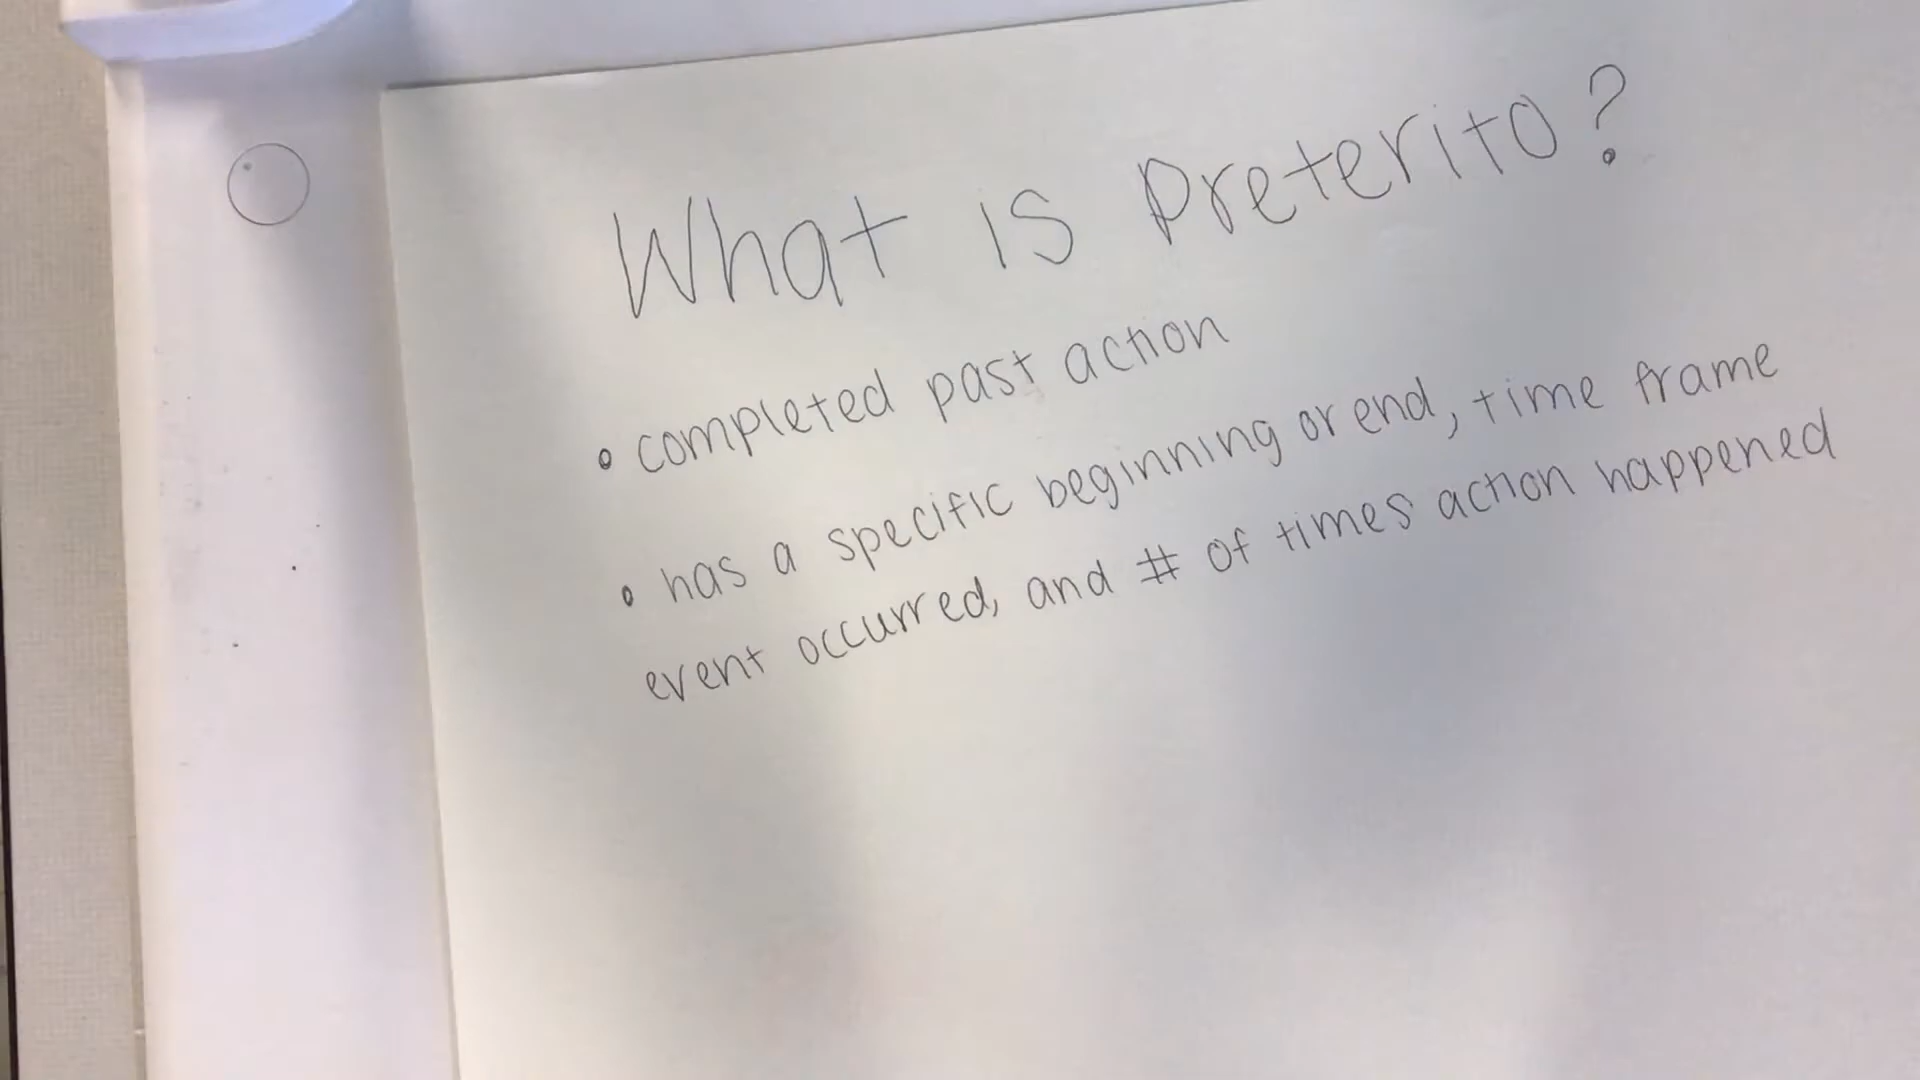 What is Preterito?
• completed past action
• has a specific beginning or end, time frame
event occurred, and # of times action happened